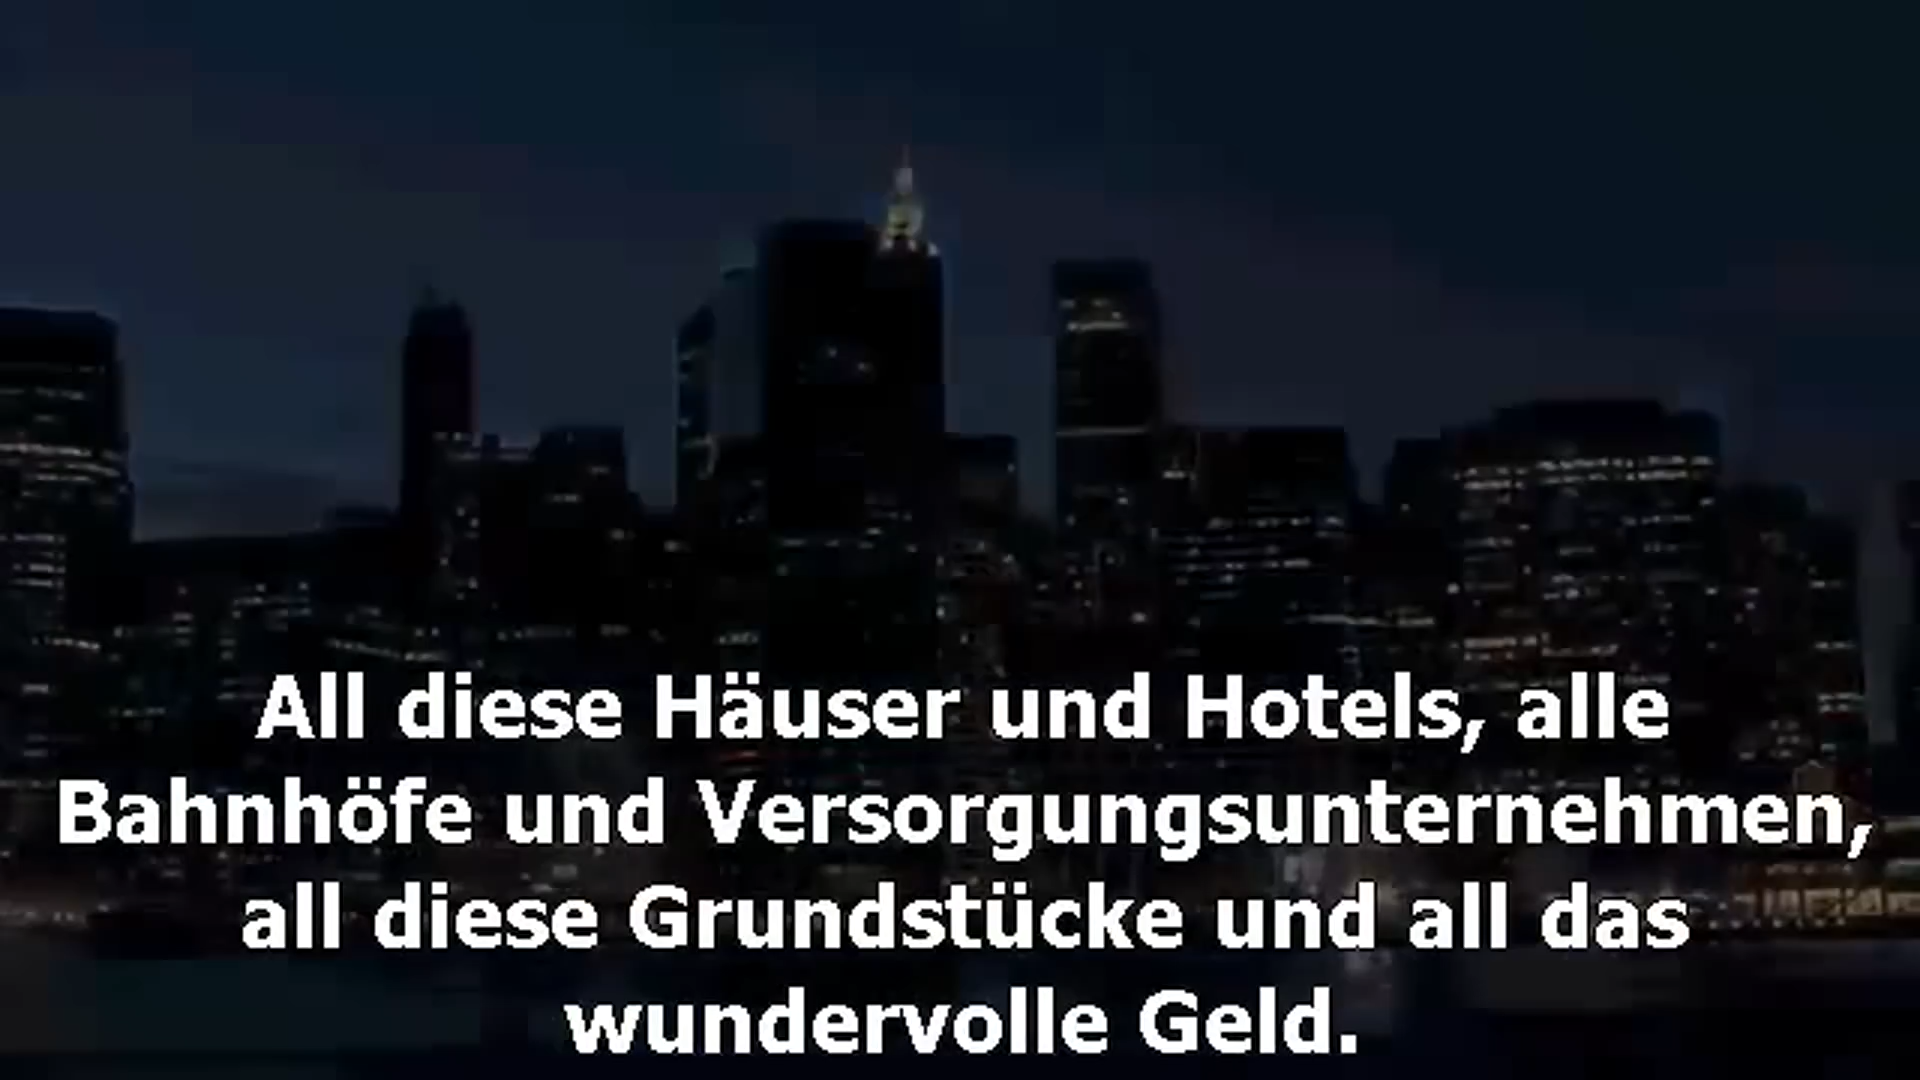 All diese Häuser und Hotels, alle
Bahnhöfe und Versorgungsunternehmen,
all diese Grundstücke und all das
wundervolle Geld.